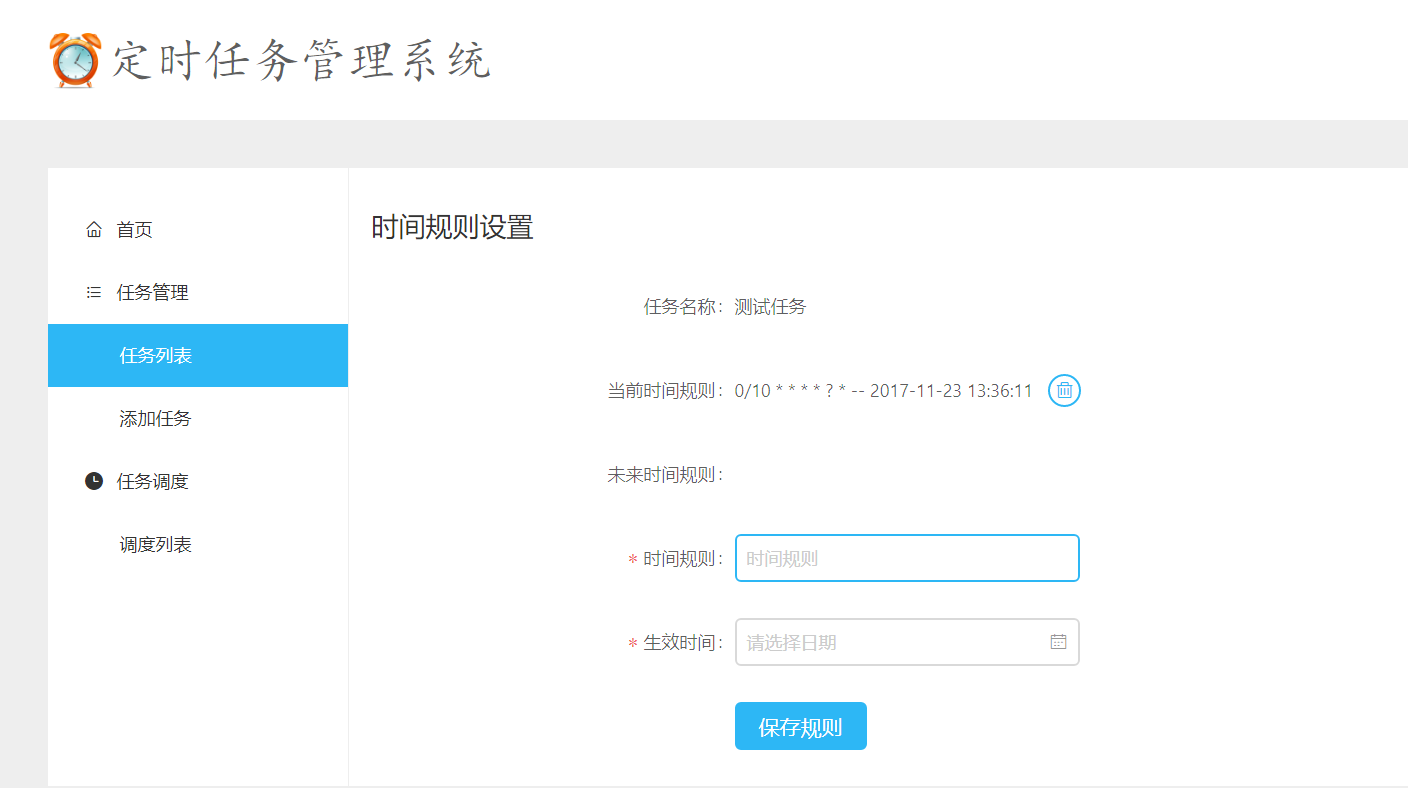 定时任务管理系统
首页
任务管理
任务列表
添加任务
任务调度
调度列表
时间规则设置
任务名称: 测试任务
当前时间规则: 0/10 * * * * ? * -- 2017-11-23 13:36:11
未来时间规则:
* 时间规则: 时间规则
* 生效时间: 请选择日期
保存规则